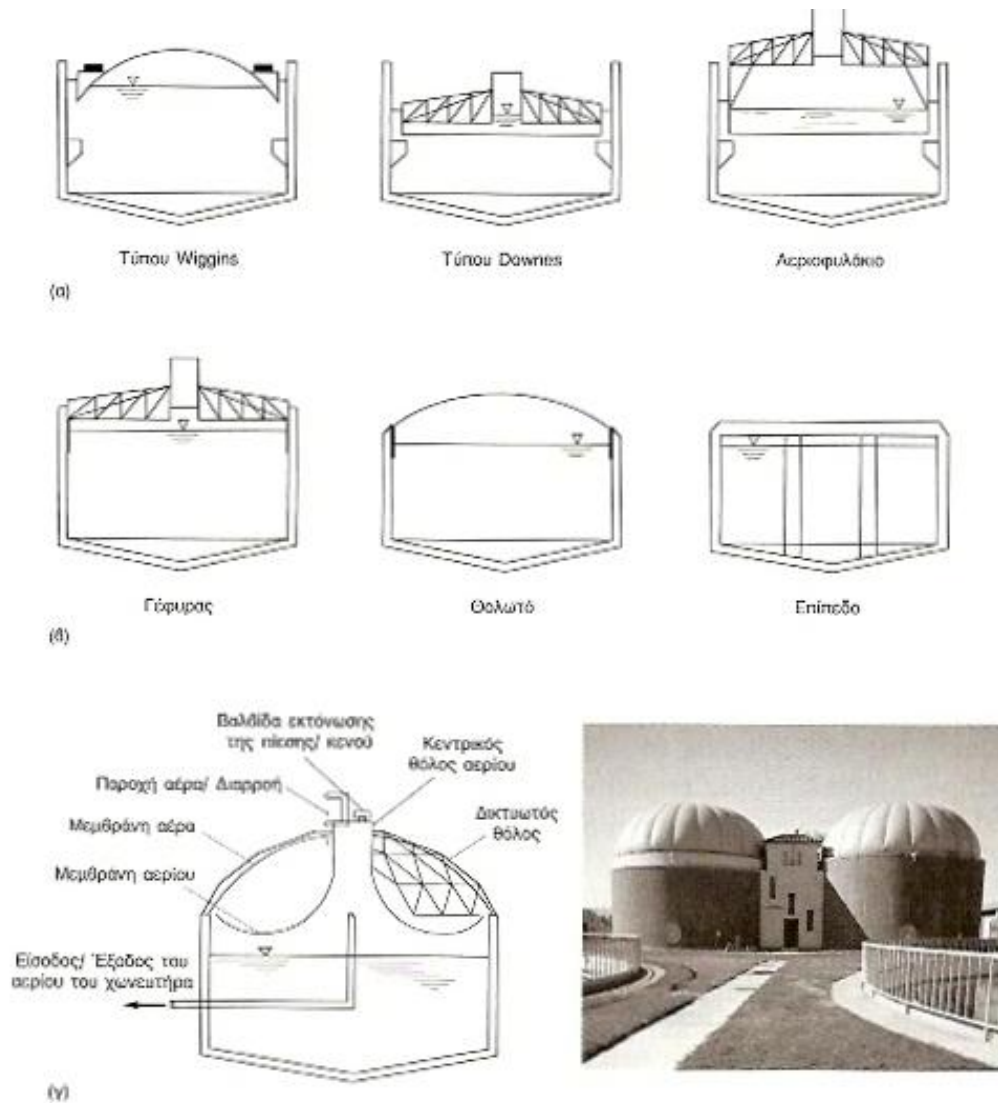 Τύπου Wiggins
Τύπου Downes
Αεριοφυλάκιο
(α)
Γέφυρας
Θολωτό
Επίπεδο
(β)
Βαλβίδα εκτόνωσης
της πίεσης/ κενού
Κεντρικός
θόλος αερίου
Παροχή αέρα/ Διαρροή
Μεμβράνη αέρα
Δικτυωτός
θόλος
Μεμβράνη αερίου
Είσοδος/ Έξοδος του
αερίου του χωνευτήρα
(γ)